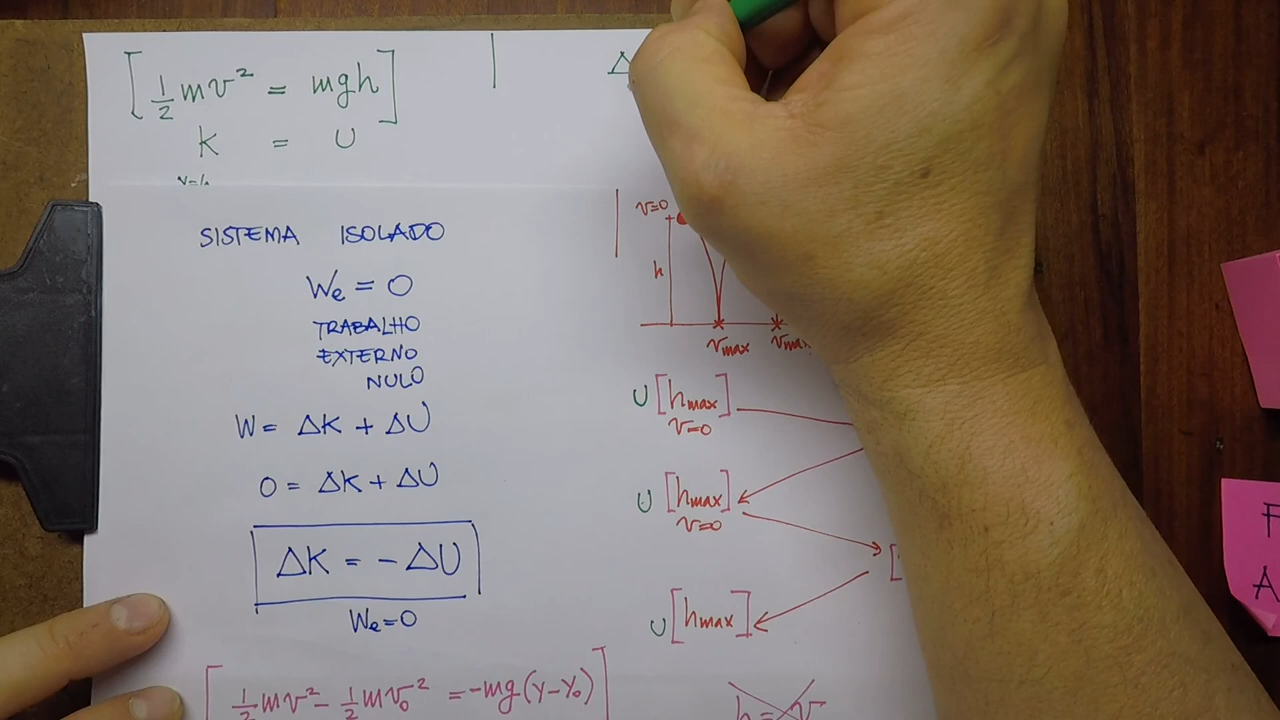 [½mv² = mgh]
K = U
SISTEMA ISOLADO
We = 0
TRABALHO
EXTERNO
NULO
W = ΔK + ΔU
0 = ΔK + ΔU
ΔK = -ΔU
We=0
[½mv² - ½mv₀² = -mg(y-y₀)]
Δ
v=0
h
vmax vmax
U [hmax]
v=0
U [hmax]
v=0
[
U [hmax]
h = v
F
A